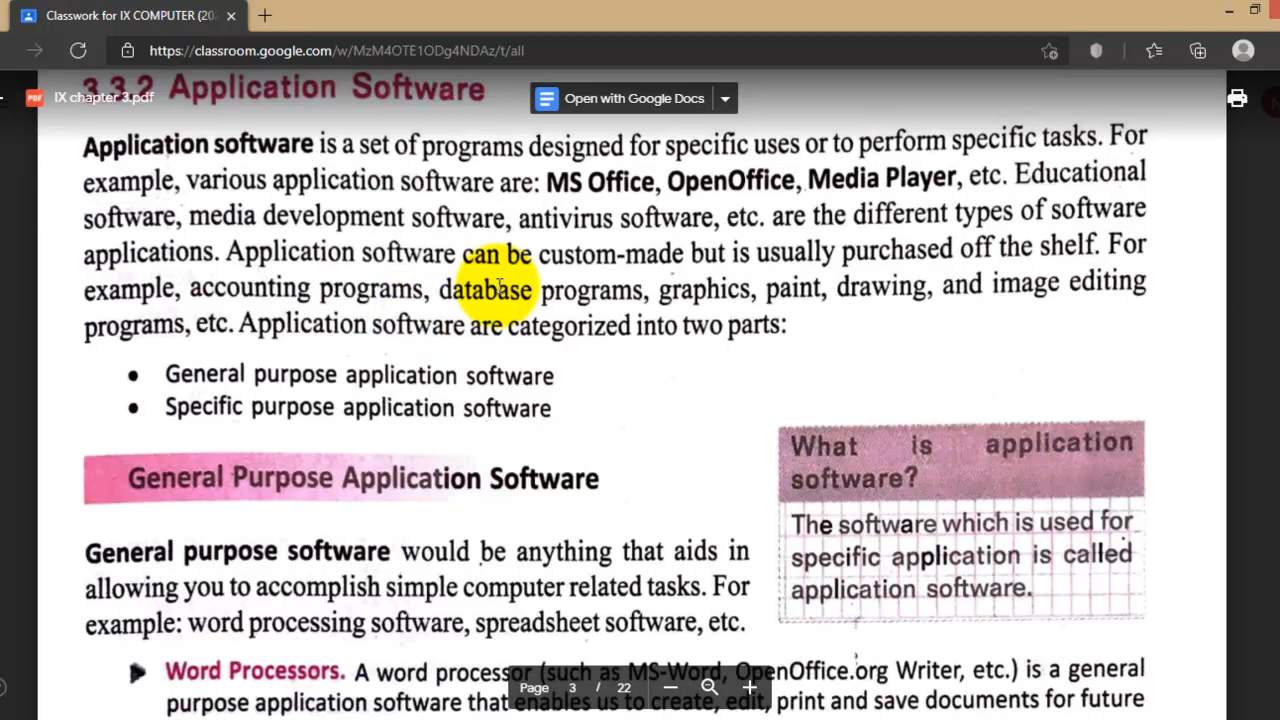 Classwork for IX COMPUTER (202
https://classroom.google.com/w/MzM4OTE1ODg4NDAz/t/all
3.3.2 Application Software
PDF IX chapter 3.pdf
Open with Google Docs
Application software is a set of programs designed for specific uses or to perform specific tasks. For
example, various application software are: MS Office, OpenOffice, Media Player, etc. Educational
software, media development software, antivirus software, etc. are the different types of software
applications. Application software can be custom-made but is usually purchased off the shelf. For
example, accounting programs, database programs, graphics, paint, drawing, and image editing
programs, etc. Application software are categorized into two parts:
• General purpose application software
• Specific purpose application software
General Purpose Application Software
General purpose software would be anything that aids in
allowing you to accomplish simple computer related tasks. For
example: word processing software, spreadsheet software, etc.
What is application
software?
The software which is used for
specific application is called
application software.
Word Processors. A word processor (such as MS-Word, OpenOffice.org Writer, etc.) is a general
purpose application software that enables us to create, edit, print and save documents for future
Page 3 / 22